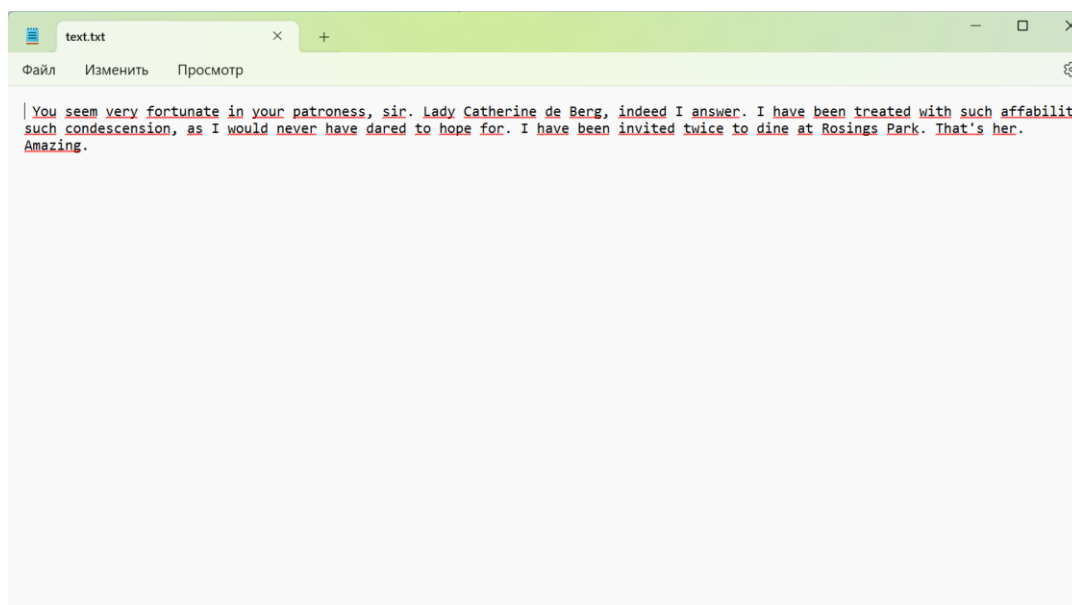 text.txt
Файл Изменить Просмотр
You seem very fortunate in your patroness, sir. Lady Catherine de Berg, indeed I answer. I have been treated with such affabilit
such condescension, as I would never have dared to hope for. I have been invited twice to dine at Rosings Park. That's her.
Amazing.